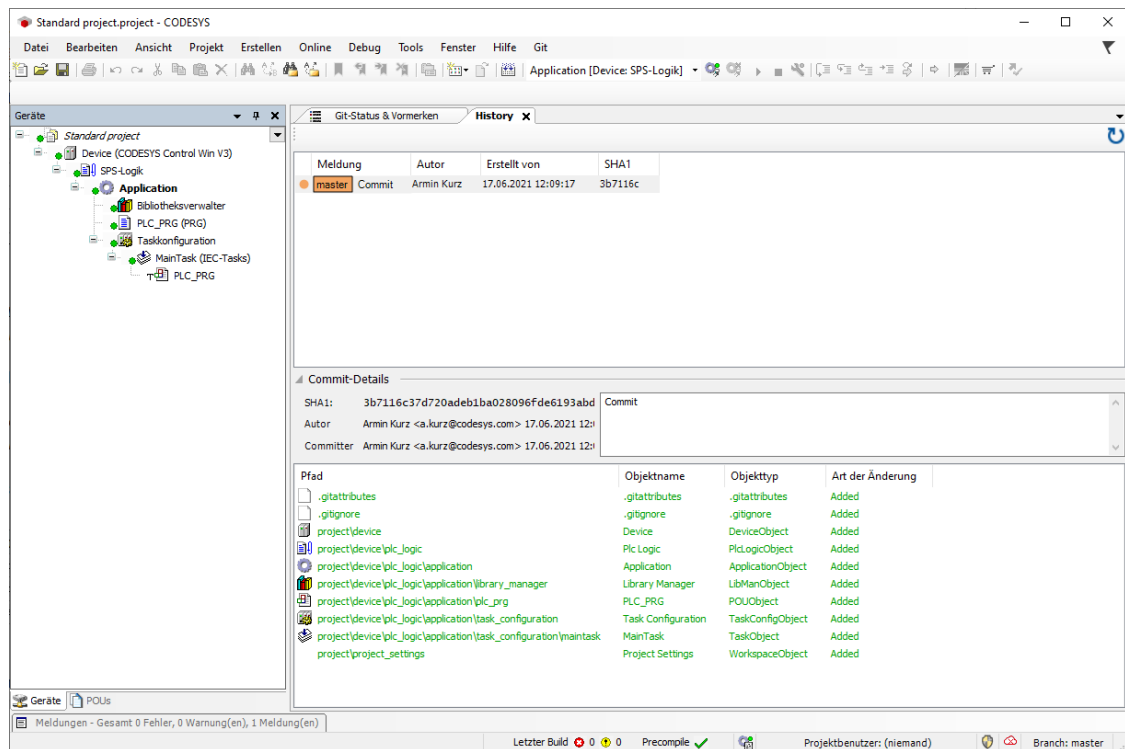 Standard project.project - CODESYS
Datei Bearbeiten Ansicht Projekt Erstellen Online Debug Tools Fenster Hilfe Git
Application [Device: SPS-Logik]
Geräte
Git-Status & Vormerken History
Standard project
Device (CODESYS Control Win V3)
SPS-Logik
Application
Bibliotheksverwalter
PLC_PRG (PRG)
Taskkonfiguration
MainTask (IEC-Tasks)
PLC_PRG
Meldung Autor Erstellt von SHA1
master Commit Armin Kurz 17.06.2021 12:09:17 3b7116c
Commit-Details
SHA1: 3b7116c37d720adeb1ba028096fde6193abd Commit
Autor Armin Kurz <a.kurz@codesys.com> 17.06.2021 12:
Committer Armin Kurz <a.kurz@codesys.com> 17.06.2021 12:
Pfad Objektname Objekttyp Art der Änderung
.gitattributes .gitattributes .gitattributes Added
.gitignore .gitignore .gitignore Added
project\device Device DeviceObject Added
project\device\plc_logic Plc Logic PlcLogicObject Added
project\device\plc_logic\application Application ApplicationObject Added
project\device\plc_logic\application\library_manager Library Manager LibManObject Added
project\device\plc_logic\application\plc_prg PLC_PRG POUObject Added
project\device\plc_logic\application\task_configuration Task Configuration TaskConfigObject Added
project\device\plc_logic\application\task_configuration\maintask MainTask TaskObject Added
project\project_settings Project Settings WorkspaceObject Added
Geräte POUs
Meldungen - Gesamt 0 Fehler, 0 Warnung(en), 1 Meldung(en)
Letzter Build 0 0 Precompile Projektbenutzer: (niemand) Branch: master